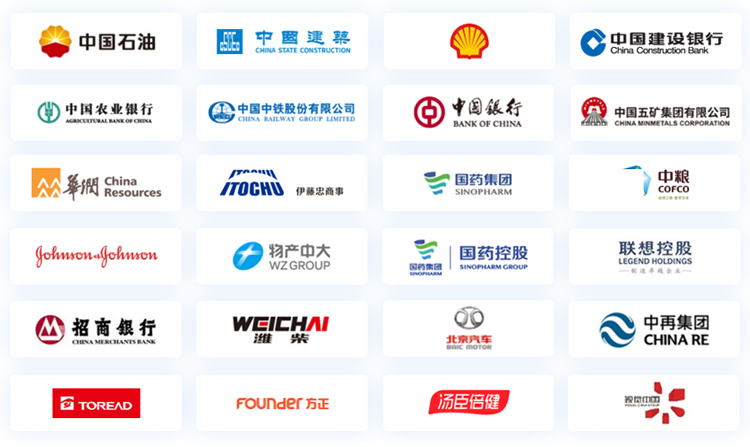 中国石油
中國建築
CHINA STATE CONSTRUCTION
中国建设银行
China Construction Bank
中国农业银行
AGRICULTURAL BANK OF CHINA
中国中铁股份有限公司
CHINA RAILWAY GROUP LIMITED
中国银行
BANK OF CHINA
中国五矿集团有限公司
CHINA MINMETALS CORPORATION
華潤
China
Resources
ITOCHU
ITOCHU 伊藤忠商事
国药集团
SINOPHARM
中粮
COFCO
Johnson & Johnson
物产中大
WZ GROUP
国药集团
SINOPHARM
国药控股
SINOPHARM GROUP
联想控股
LEGEND HOLDINGS
招商银行
CHINA MERCHANTS BANK
WEICHAI
潍柴
北京汽车
BAIC MOTOR
中再集团
CHINA RE
TOREAD
FOUNDER 方正
汤臣倍健
视觉中国